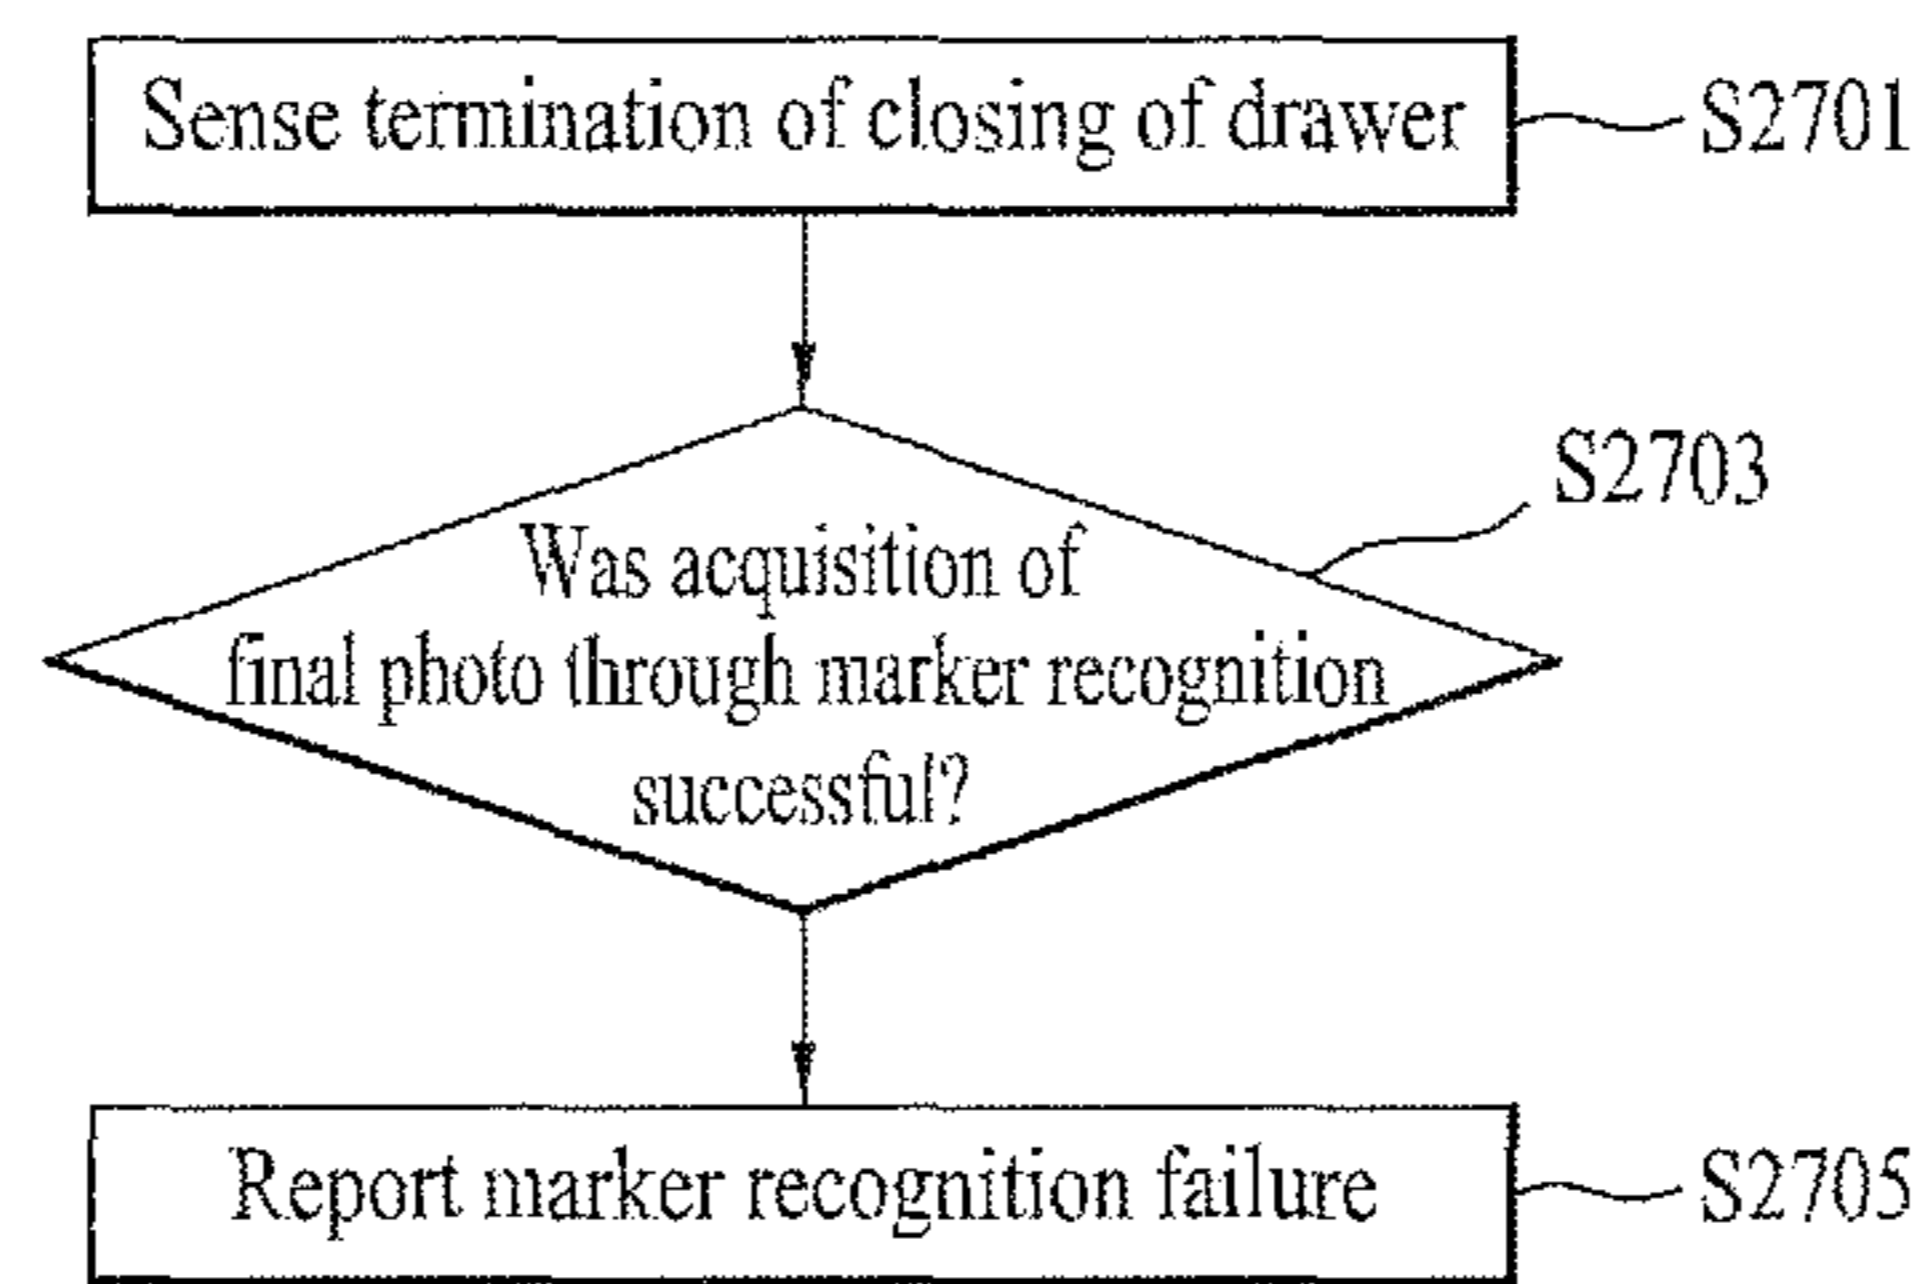 Sense termination of closing of drawer
S2701
S2703
Was acquisition of
final photo through marker recognition
successful?
Report marker recognition failure
S2705